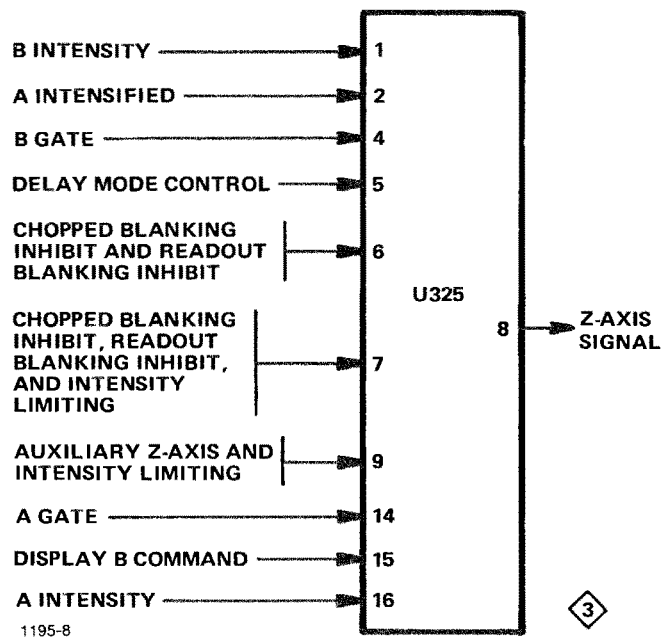 B INTENSITY 1
A INTENSIFIED 2
B GATE 4
DELAY MODE CONTROL 5
CHOPPED BLANKING
INHIBIT AND READOUT
BLANKING INHIBIT
6
U325
CHOPPED BLANKING
INHIBIT, READOUT
BLANKING INHIBIT,
AND INTENSITY
LIMITING
7
8
Z-AXIS
SIGNAL
AUXILIARY Z-AXIS AND
INTENSITY LIMITING
9
A GATE 14
DISPLAY B COMMAND 15
A INTENSITY 16
3
1195-8